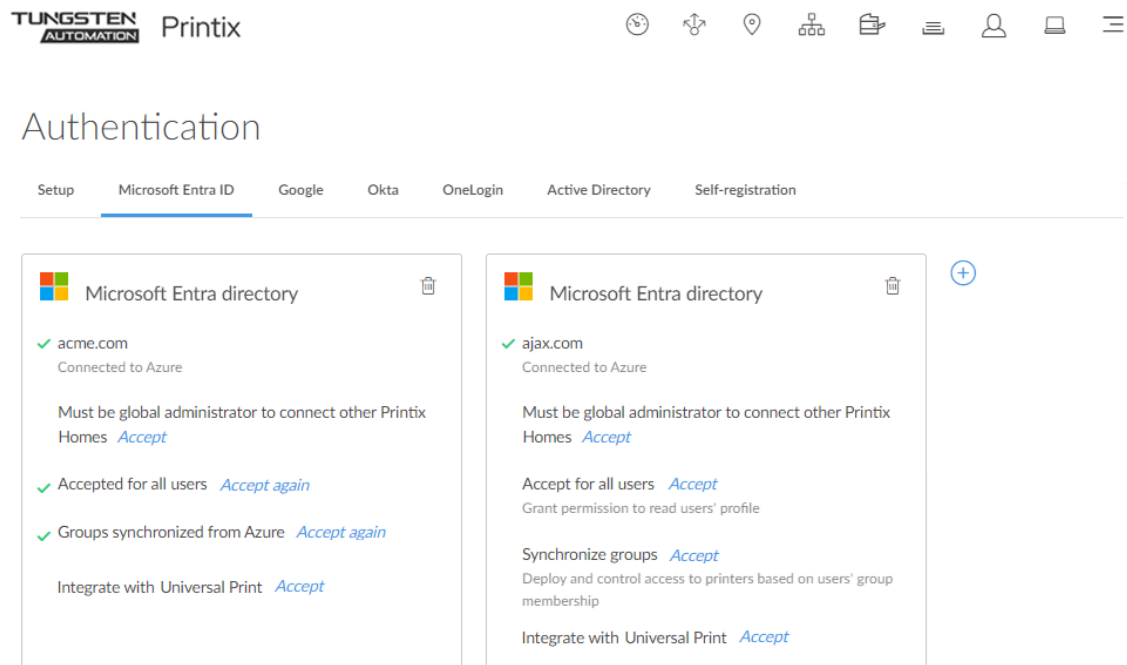 TUNGSTEN
AUTOMATION
Printix
Authentication
Setup
Microsoft Entra ID
Google
Okta
OneLogin
Active Directory
Self-registration
Microsoft Entra directory
acme.com
Connected to Azure
Must be global administrator to connect other Printix
Homes Accept
Accepted for all users Accept again
Groups synchronized from Azure Accept again
Integrate with Universal Print Accept
Microsoft Entra directory
ajax.com
Connected to Azure
Must be global administrator to connect other Printix
Homes Accept
Accept for all users Accept
Grant permission to read users' profile
Synchronize groups Accept
Deploy and control access to printers based on users' group
membership
Integrate with Universal Print Accept